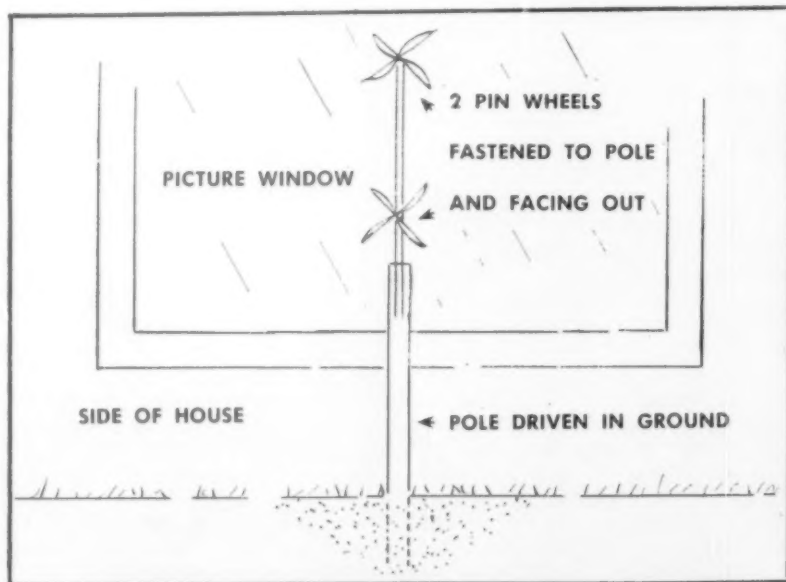 2 PIN WHEELS
FASTENED TO POLE
PICTURE WINDOW
AND FACING OUT
SIDE OF HOUSE
POLE DRIVEN IN GROUND